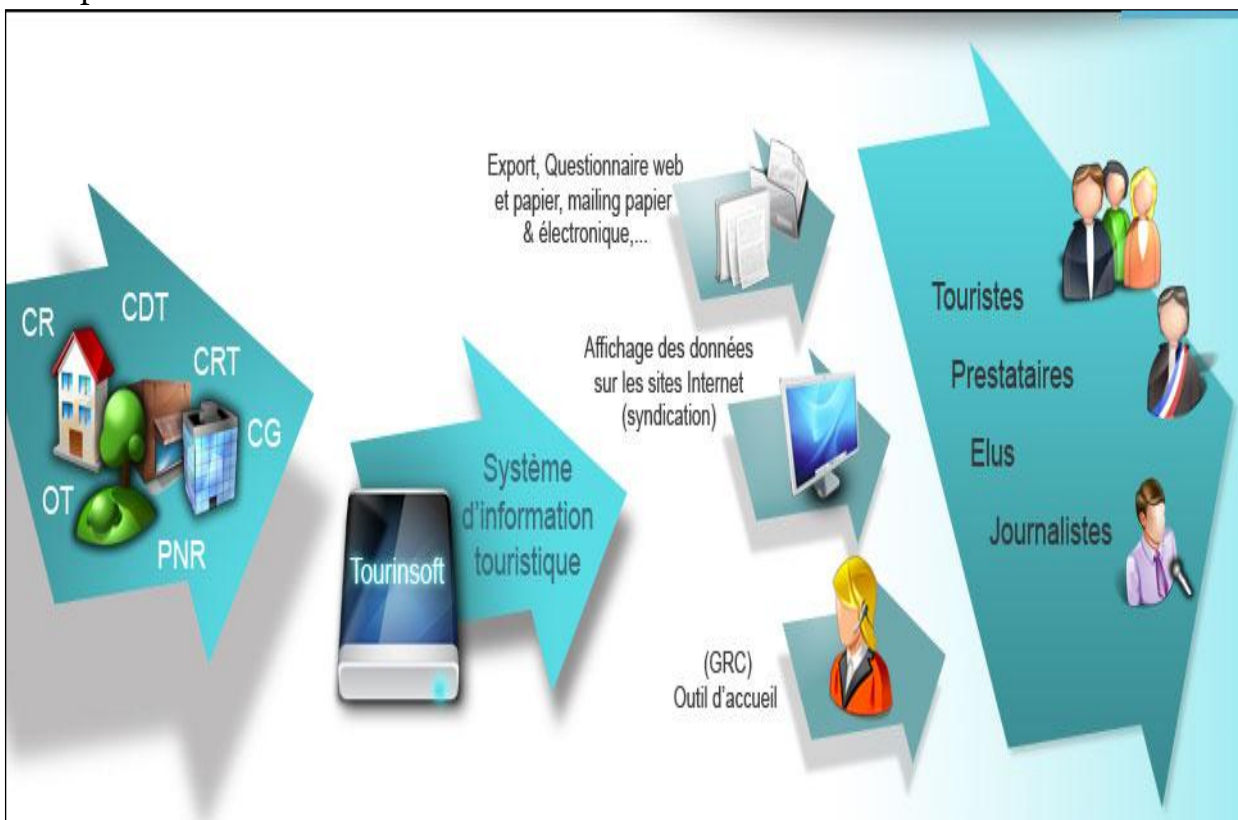 CR
CDT
CRT
CG
OT
PNR
Tourinsoft
Système
d'information
touristique
Export, Questionnaire web
et papier, mailing papier
& électronique,...
Affichage des données
sur les sites Internet
(syndication)
(GRC)
Outil d'accueil
Touristes
Prestataires
Elus
Journalistes